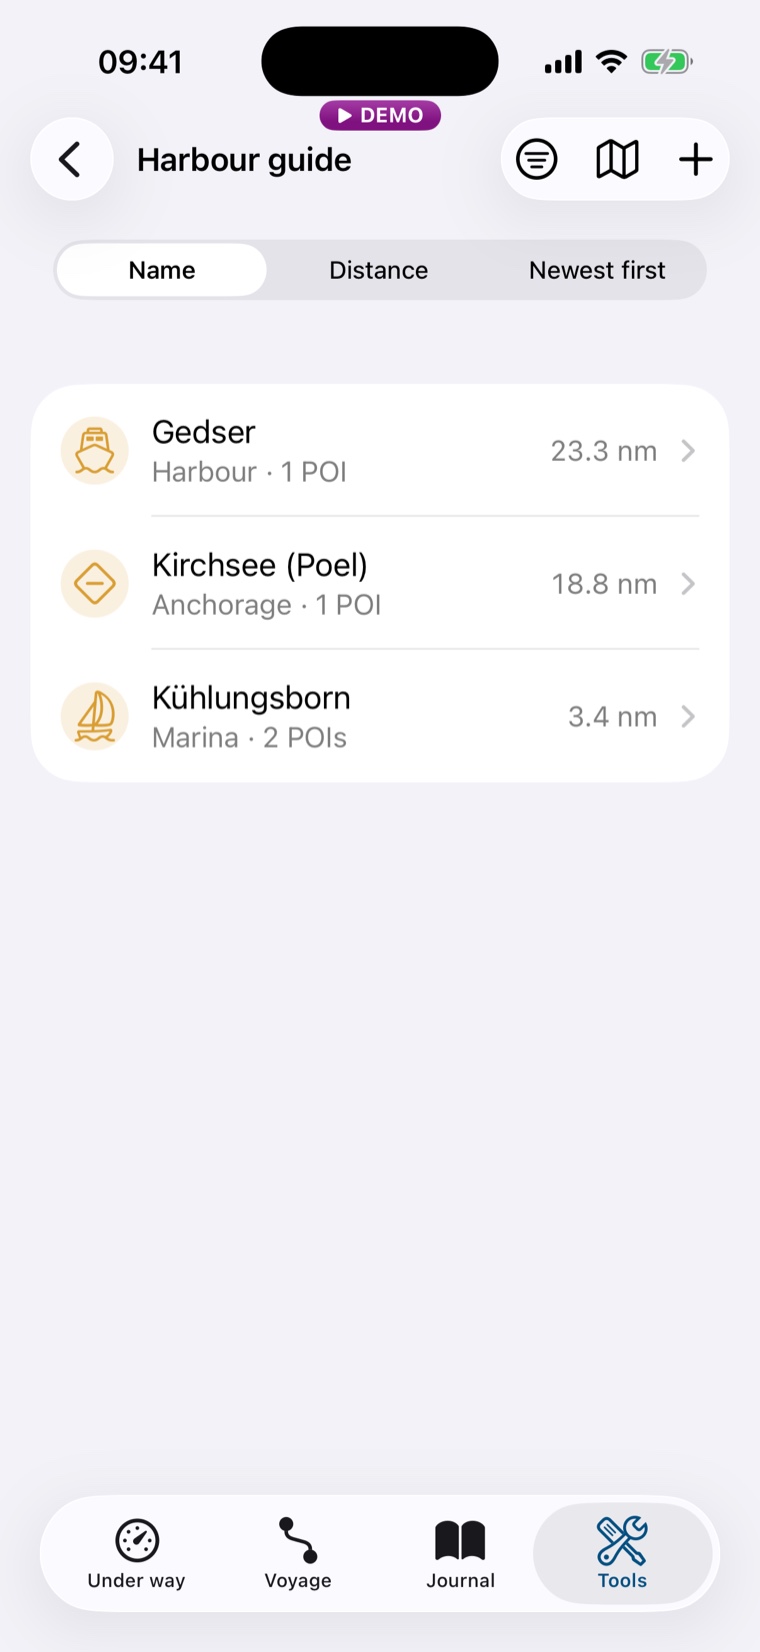 09:41
DEMO
Harbour guide
Name
Distance
Newest first
Gedser
Harbour · 1 POI
23.3 nm
Kirchsee (Poel)
Anchorage · 1 POI
18.8 nm
Kühlungsborn
Marina · 2 POIs
3.4 nm
Under way
Voyage
Journal
Tools